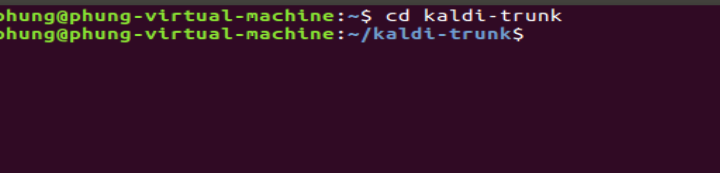 phung@phung-virtual-machine:~$ cd kaldi-trunk
phung@phung-virtual-machine:~/kaldi-trunk$